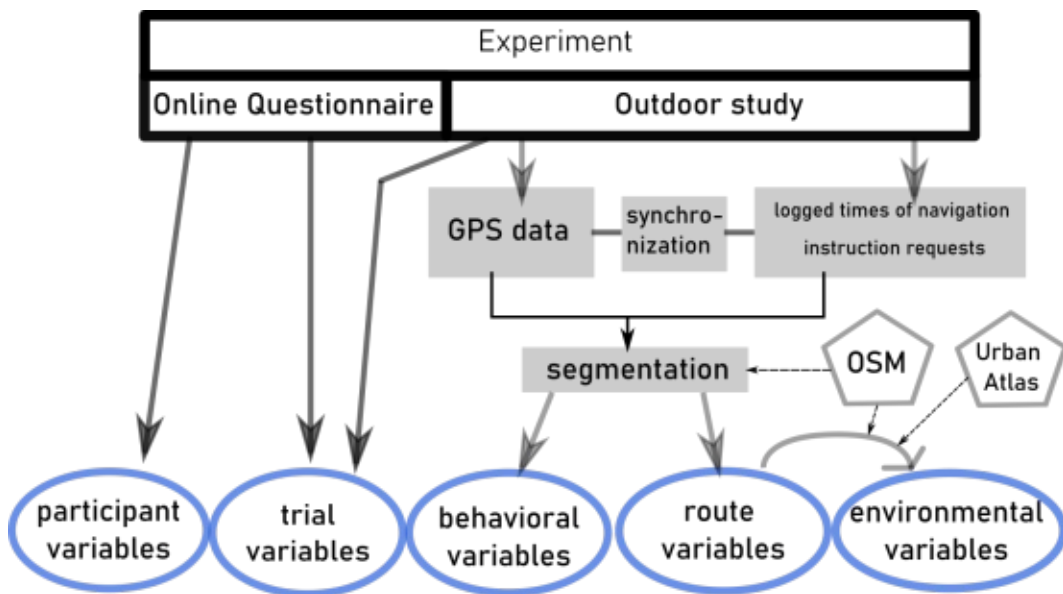 Experiment
Online Questionnaire
Outdoor study
GPS data
synchro-
nization
logged times of navigation
instruction requests
segmentation
OSM
Urban
Atlas
participant
variables
trial
variables
behavioral
variables
route
variables
environmental
variables